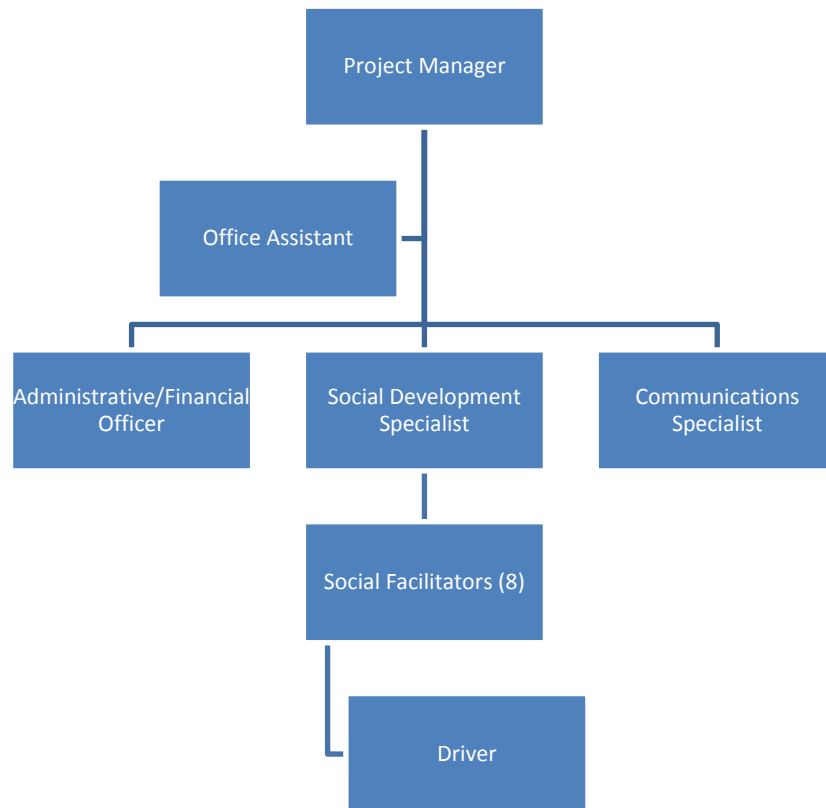 Project Manager
Office Assistant
Administrative/Financial
Officer
Social Development
Specialist
Communications
Specialist
Social Facilitators (8)
Driver